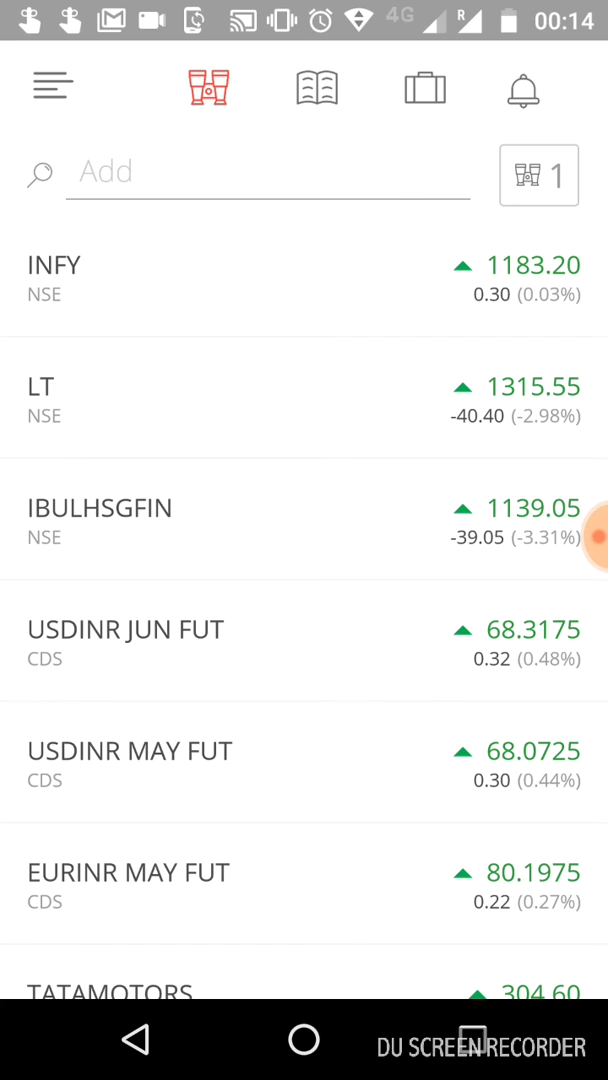 4G R 00:14
Add
1
INFY 1183.20
NSE 0.30 (0.03%)
LT 1315.55
NSE -40.40 (-2.98%)
IBULHSGFIN 1139.05
NSE -39.05 (-3.31%)
USDINR JUN FUT 68.3175
CDS 0.32 (0.48%)
USDINR MAY FUT 68.0725
CDS 0.30 (0.44%)
EURINR MAY FUT 80.1975
CDS 0.22 (0.27%)
TATAMOTORS 304.60
DU SCREEN RECORDER